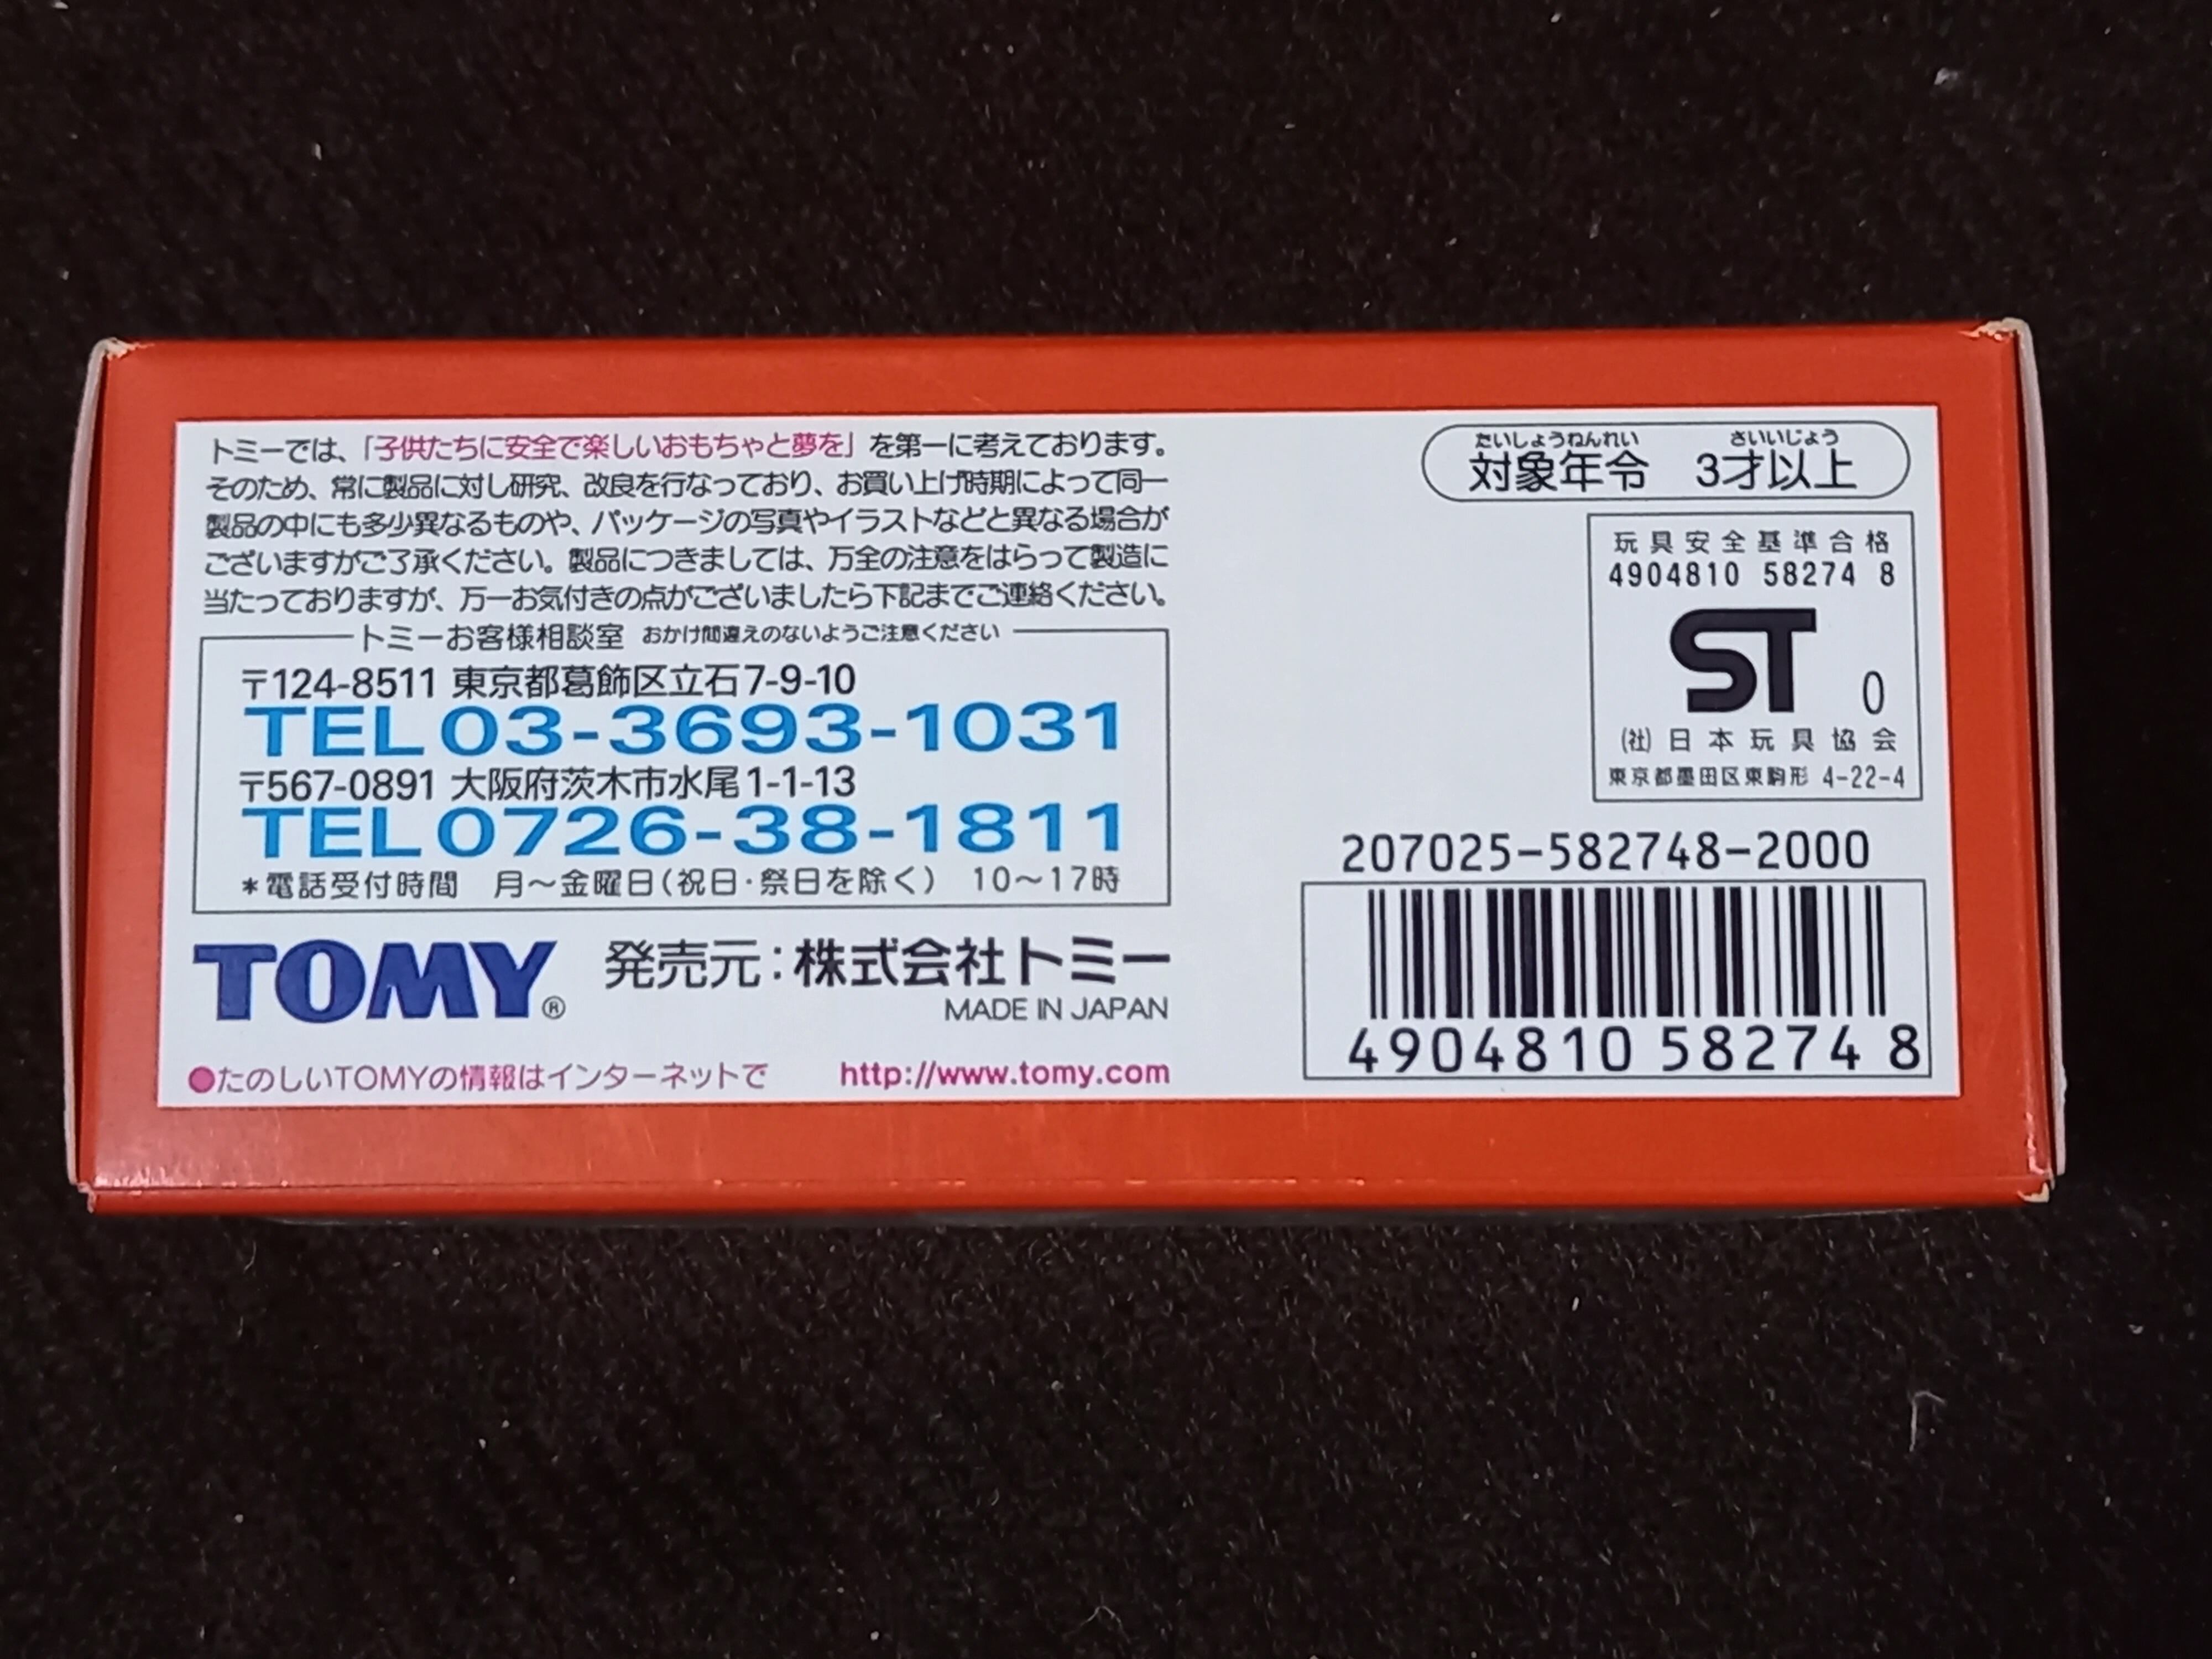 トミーでは、「子供たちに安全で楽しいおもちゃと夢を」を第一に考えております。
そのため、常に製品に対し研究、改良を行なっており、お買い上げ時期によって同一
製品の中にも多少異なるものや、パッケージの写真やイラストなどと異なる場合が
ございますがご了承ください。製品につきましては、万全の注意をはらって製造に
当たっておりますが、万一お気付きの点がございましたら下記までご連絡ください。
トミーお客様相談室 おかけ間違えのないようご注意ください
〒124-8511 東京都葛飾区立石7-9-10
TEL03-3693-1031
〒567-0891 大阪府茨木市水尾1-1-13
TEL0726-38-1811
*電話受付時間 月～金曜日(祝日・祭日を除く) 10～17時
TOMY® 発売元:株式会社トミー
MADE IN JAPAN
●たのしいTOMYの情報はインターネットで http://www.tomy.com
たいしょうねんれい さいいじょう
対象年令 3才以上
玩具安全基準合格
4904810 58274 8
ST 0
(社)日本玩具協会
東京都墨田区東駒形 4-22-4
207025-582748-2000
4904810 582748